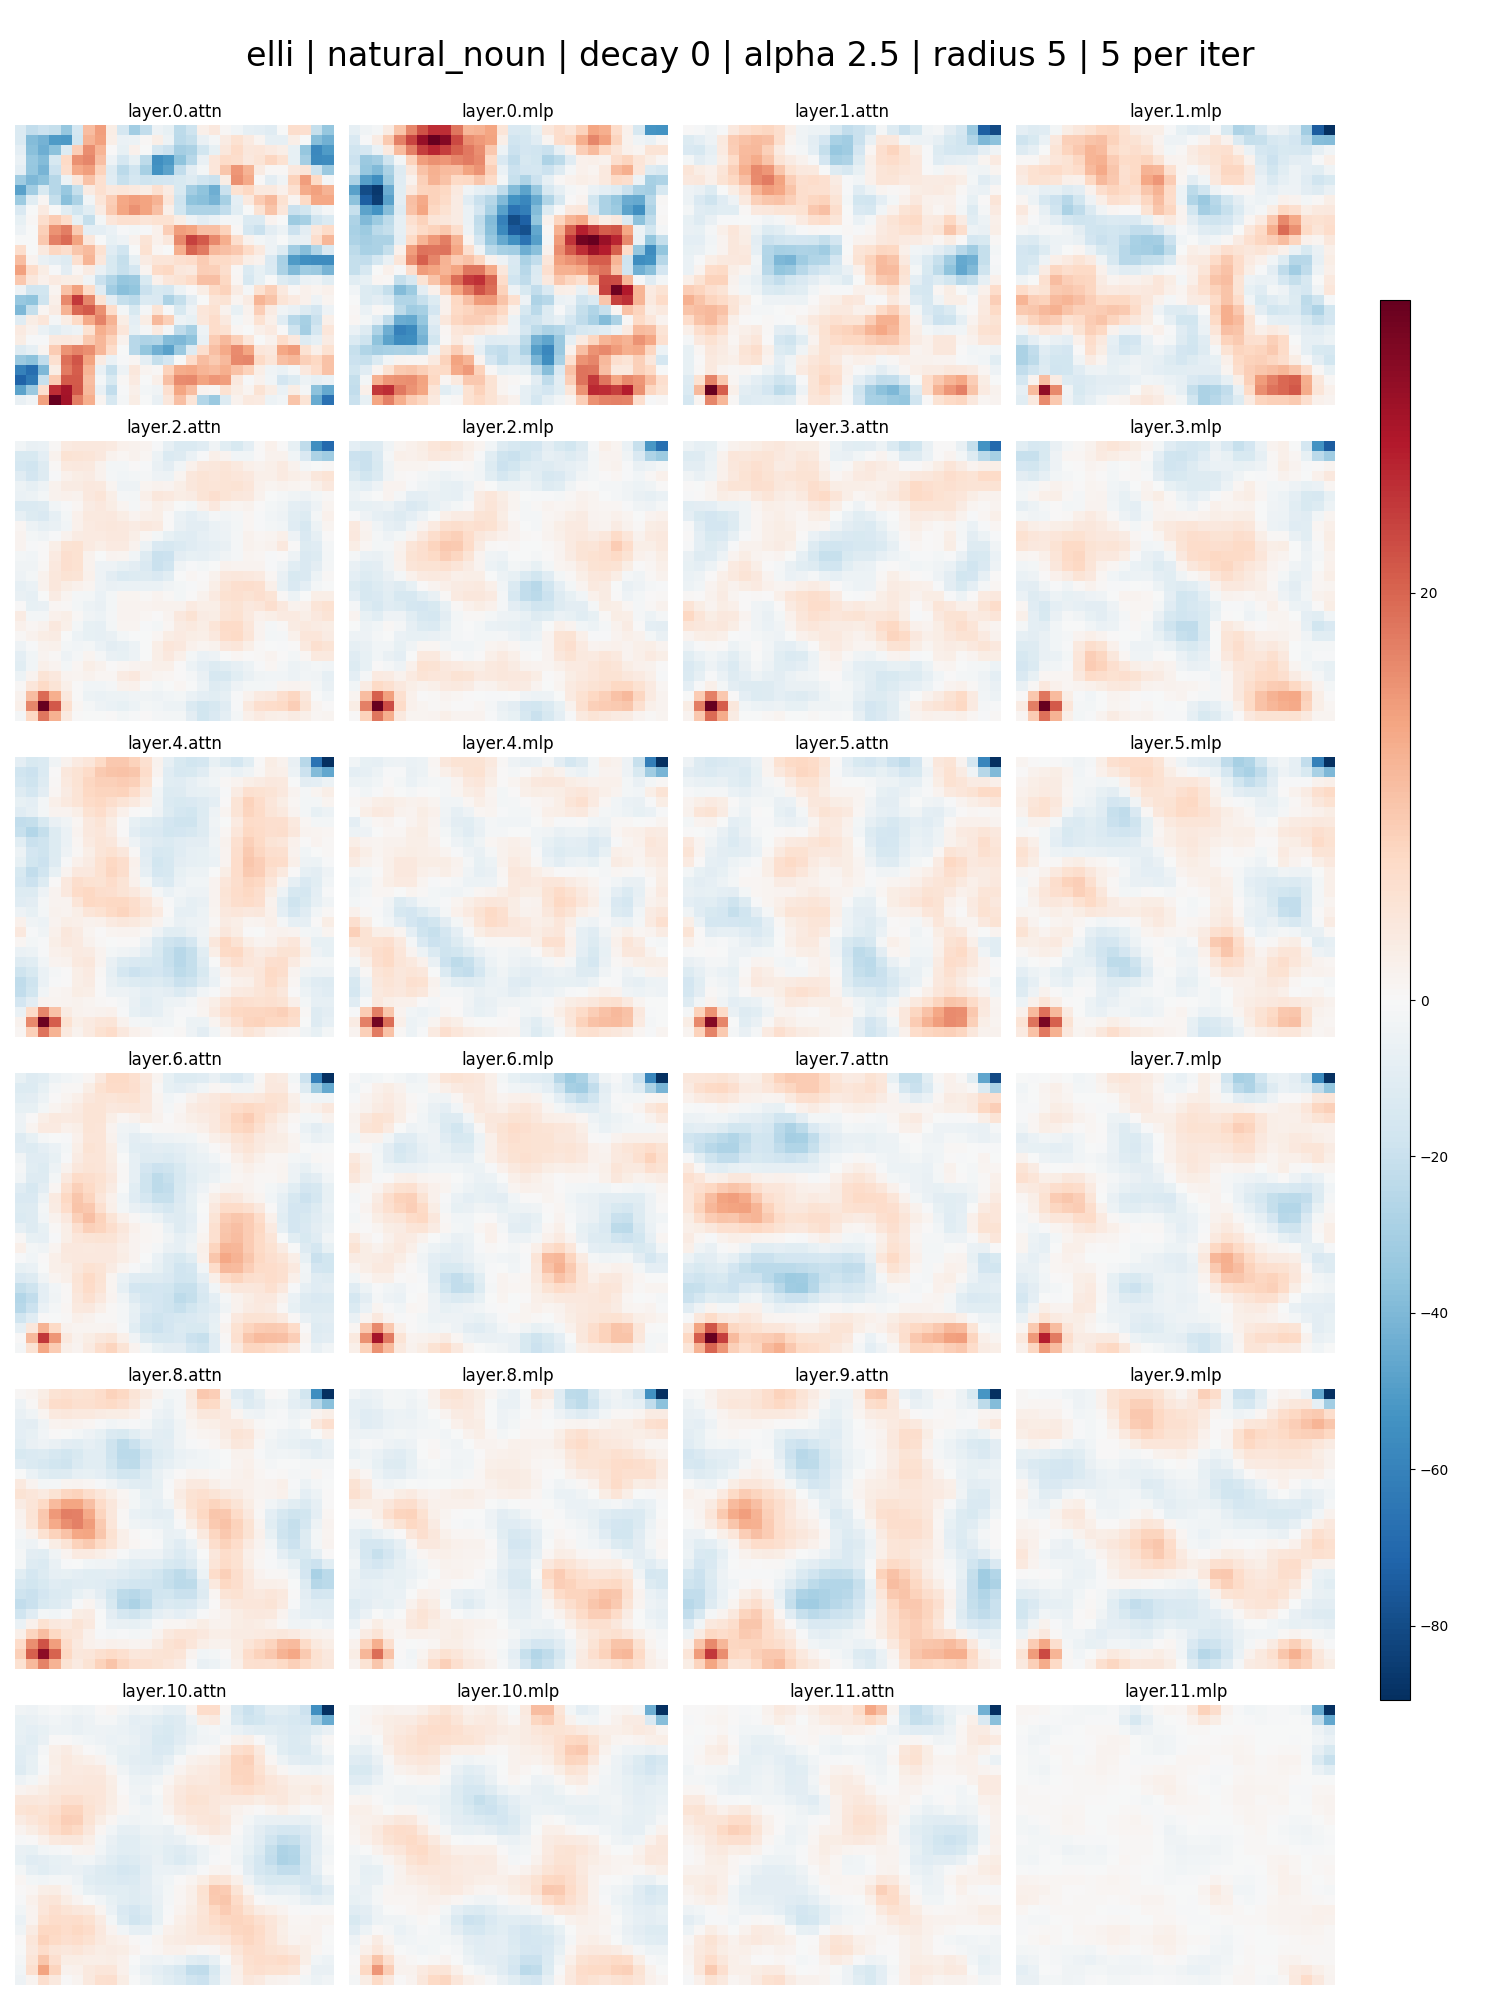 elli | natural_noun | decay 0 | alpha 2.5 | radius 5 | 5 per iter
layer.0.attn
layer.0.mlp
layer.1.attn
layer.1.mlp
layer.2.attn
layer.2.mlp
layer.3.attn
layer.3.mlp
layer.4.attn
layer.4.mlp
layer.5.attn
layer.5.mlp
layer.6.attn
layer.6.mlp
layer.7.attn
layer.7.mlp
layer.8.attn
layer.8.mlp
layer.9.attn
layer.9.mlp
layer.10.attn
layer.10.mlp
layer.11.attn
layer.11.mlp
20
0
−20
−40
−60
−80